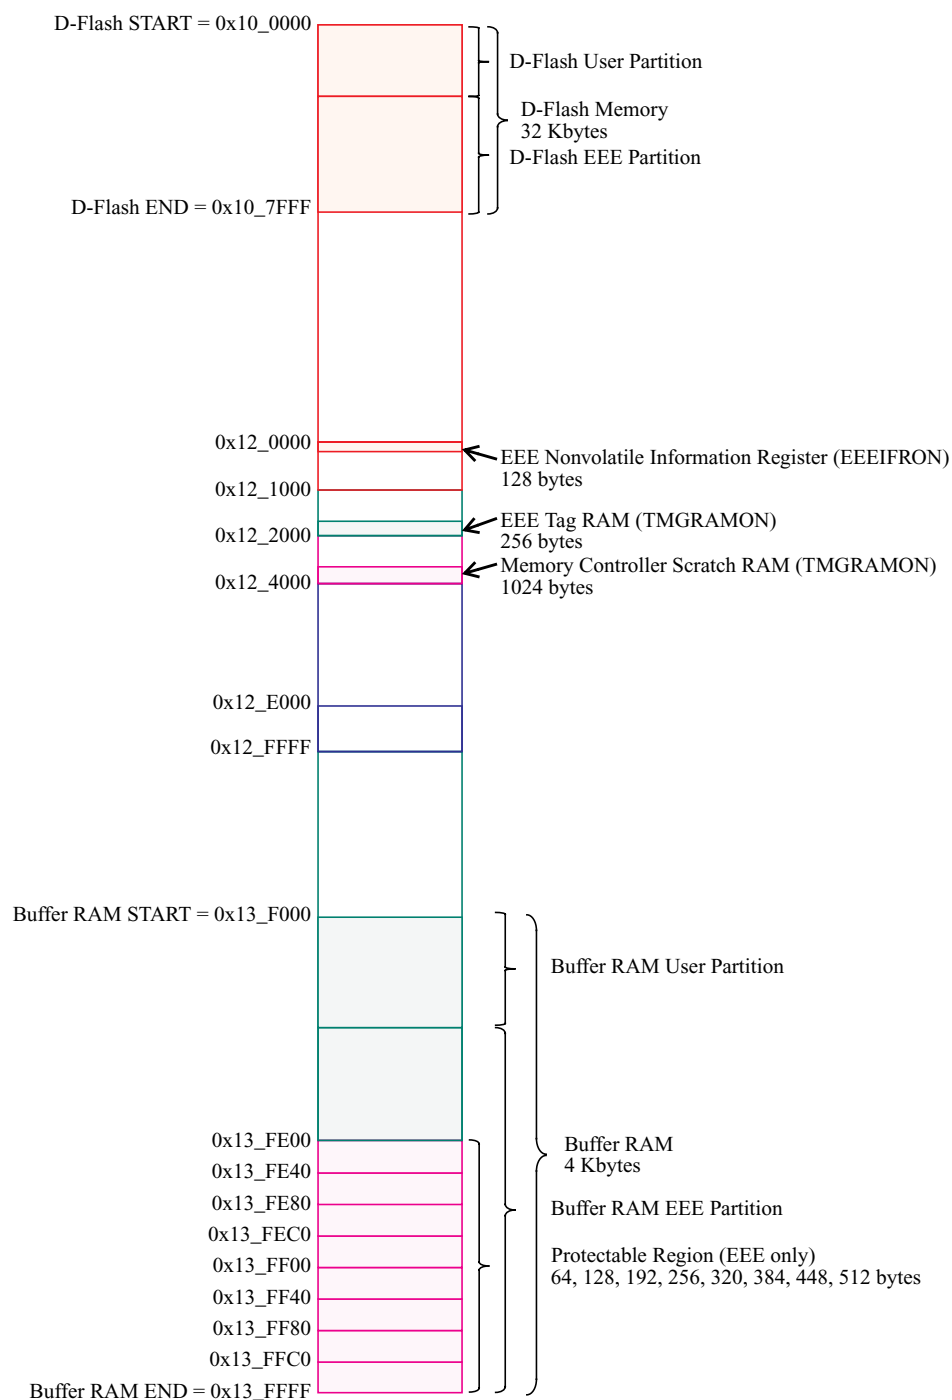 D-Flash START = 0x10_0000
D-Flash User Partition
D-Flash Memory
32 Kbytes
D-Flash EEE Partition
D-Flash END = 0x10_7FFF
0x12_0000
EEE Nonvolatile Information Register (EEEIFRON)
128 bytes
0x12_1000
EEE Tag RAM (TMGRAMON)
256 bytes
0x12_2000
Memory Controller Scratch RAM (TMGRAMON)
1024 bytes
0x12_4000
0x12_E000
0x12_FFFF
Buffer RAM START = 0x13_F000
Buffer RAM User Partition
0x13_FE00
Buffer RAM
4 Kbytes
0x13_FE40
0x13_FE80
Buffer RAM EEE Partition
0x13_FEC0
Protectable Region (EEE only)
64, 128, 192, 256, 320, 384, 448, 512 bytes
0x13_FF00
0x13_FF40
0x13_FF80
0x13_FFC0
Buffer RAM END = 0x13_FFFF